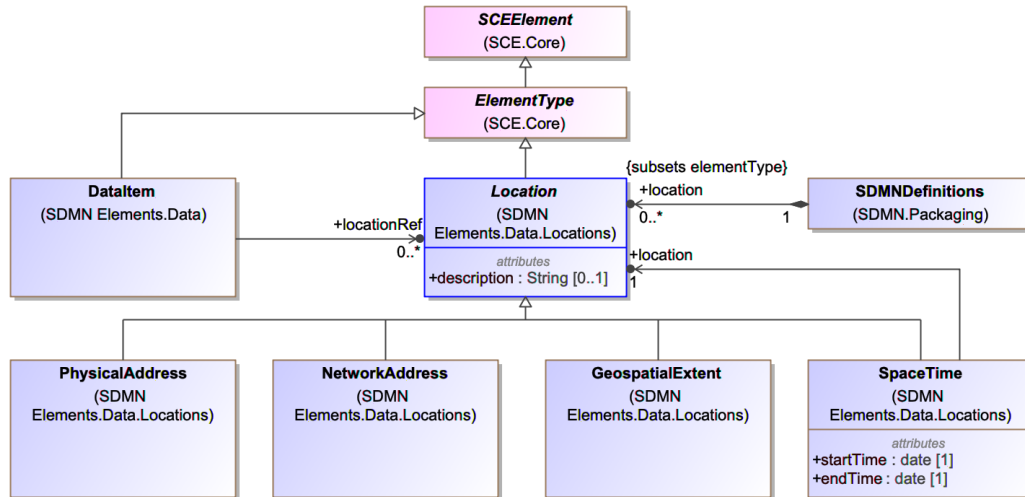 SCEElement
(SCE.Core)
ElementType
(SCE.Core)
DataItem
(SDMN Elements.Data)
+locationRef
0..*
Location
(SDMN
Elements.Data.Locations)
attributes
+description : String [0..1]
{subsets elementType}
+location
0..*
1
SDMNDefinitions
(SDMN.Packaging)
+location
1
PhysicalAddress
(SDMN
Elements.Data.Locations)
NetworkAddress
(SDMN
Elements.Data.Locations)
GeospatialExtent
(SDMN
Elements.Data.Locations)
SpaceTime
(SDMN
Elements.Data.Locations)
attributes
+startTime : date [1]
+endTime : date [1]